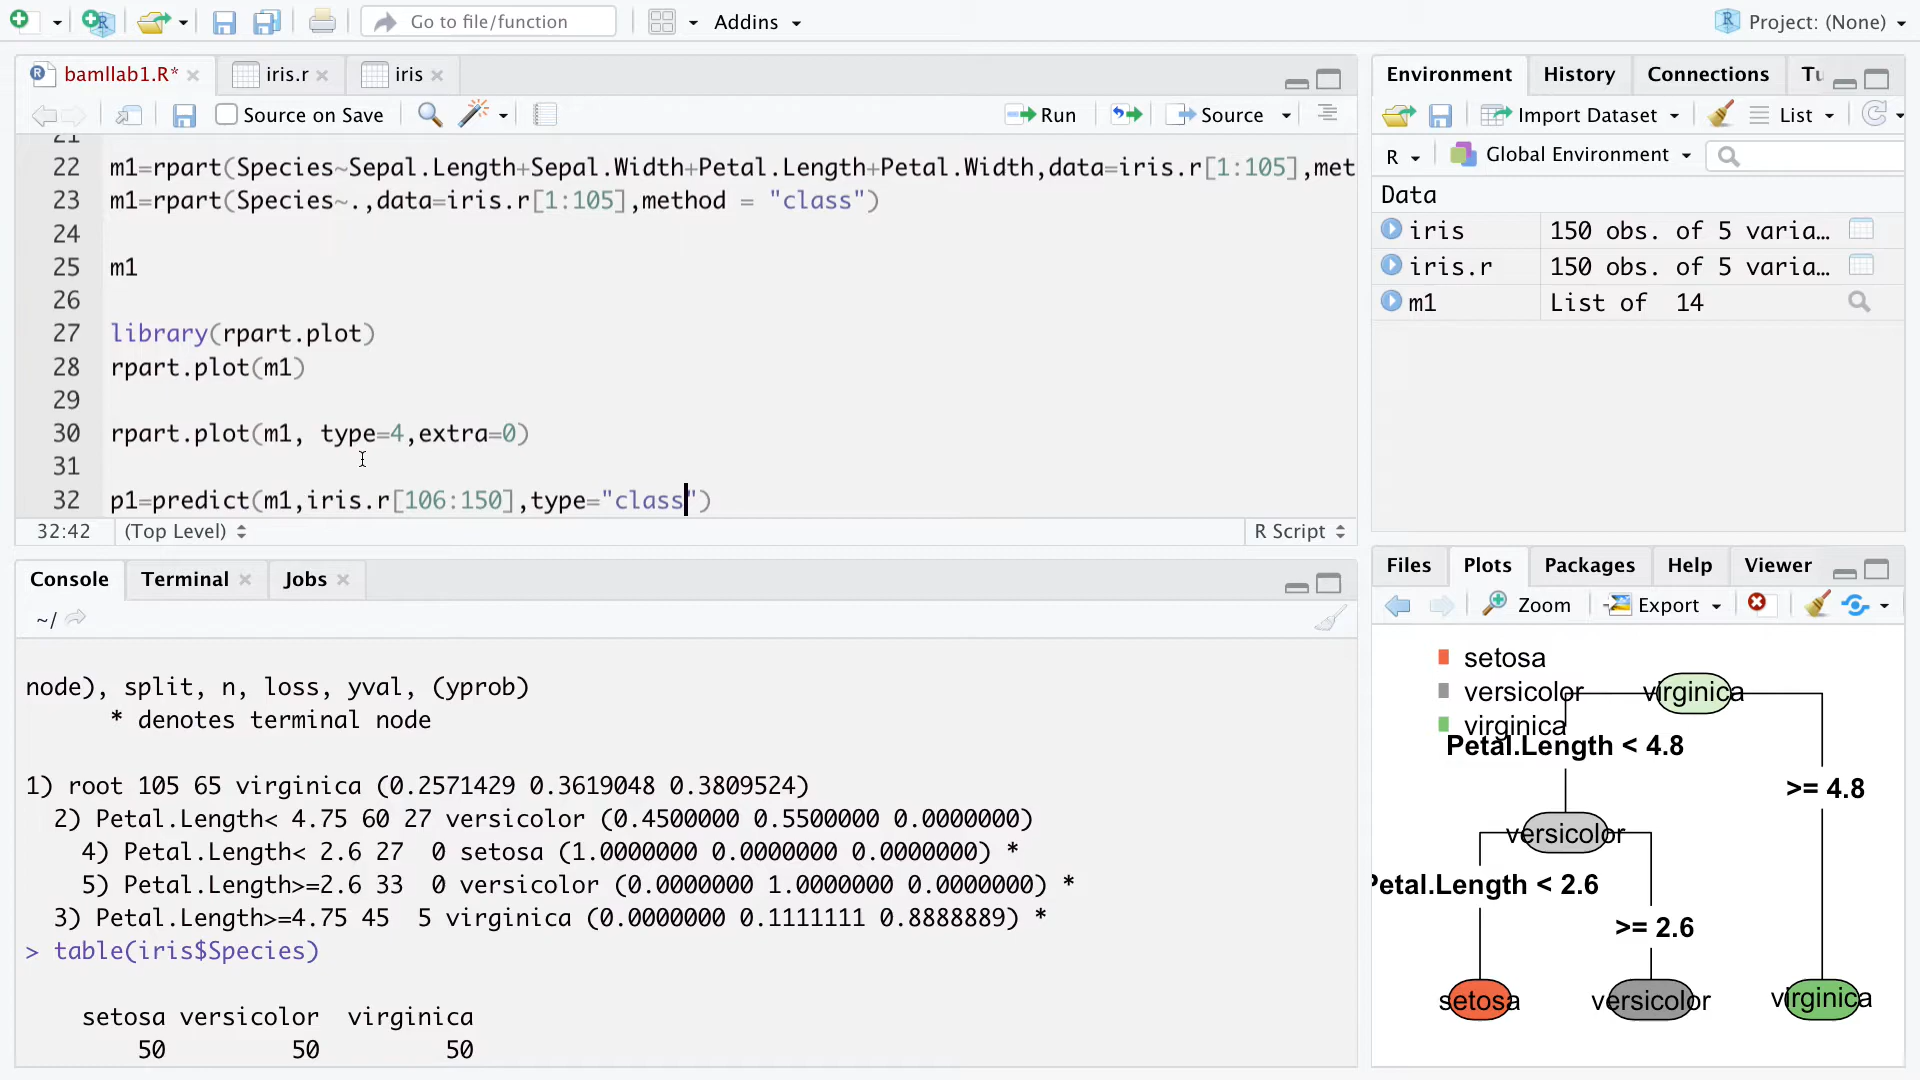 Go to file/function
Addins
Project: (None)
bamllab1.R*
iris.r
iris
Source on Save
Run
Source
21
22 m1=rpart(Species~Sepal.Length+Sepal.Width+Petal.Length+Petal.Width,data=iris.r[1:105],met
23 m1=rpart(Species~.,data=iris.r[1:105],method = "class")
24
25 m1
26
27 library(rpart.plot)
28 rpart.plot(m1)
29
30 rpart.plot(m1, type=4,extra=0)
31
32 p1=predict(m1,iris.r[106:150],type="class")
32:42 (Top Level) R Script
Console Terminal Jobs
~/
node), split, n, loss, yval, (yprob)
* denotes terminal node
1) root 105 65 virginica (0.2571429 0.3619048 0.3809524)
2) Petal.Length< 4.75 60 27 versicolor (0.4500000 0.5500000 0.0000000)
4) Petal.Length< 2.6 27 0 setosa (1.0000000 0.0000000 0.0000000) *
5) Petal.Length>=2.6 33 0 versicolor (0.0000000 1.0000000 0.0000000) *
3) Petal.Length>=4.75 45 5 virginica (0.0000000 0.1111111 0.8888889) *
> table(iris$Species)
setosa versicolor virginica
50 50 50
Environment History Connections Tu
Import Dataset List
R Global Environment
Data
iris 150 obs. of 5 varia…
iris.r 150 obs. of 5 varia…
m1 List of 14
Files Plots Packages Help Viewer
Zoom Export
setosa
versicolor
virginica
virginica
Petal.Length < 4.8
>= 4.8
versicolor
Petal.Length < 2.6
>= 2.6
setosa
versicolor
virginica